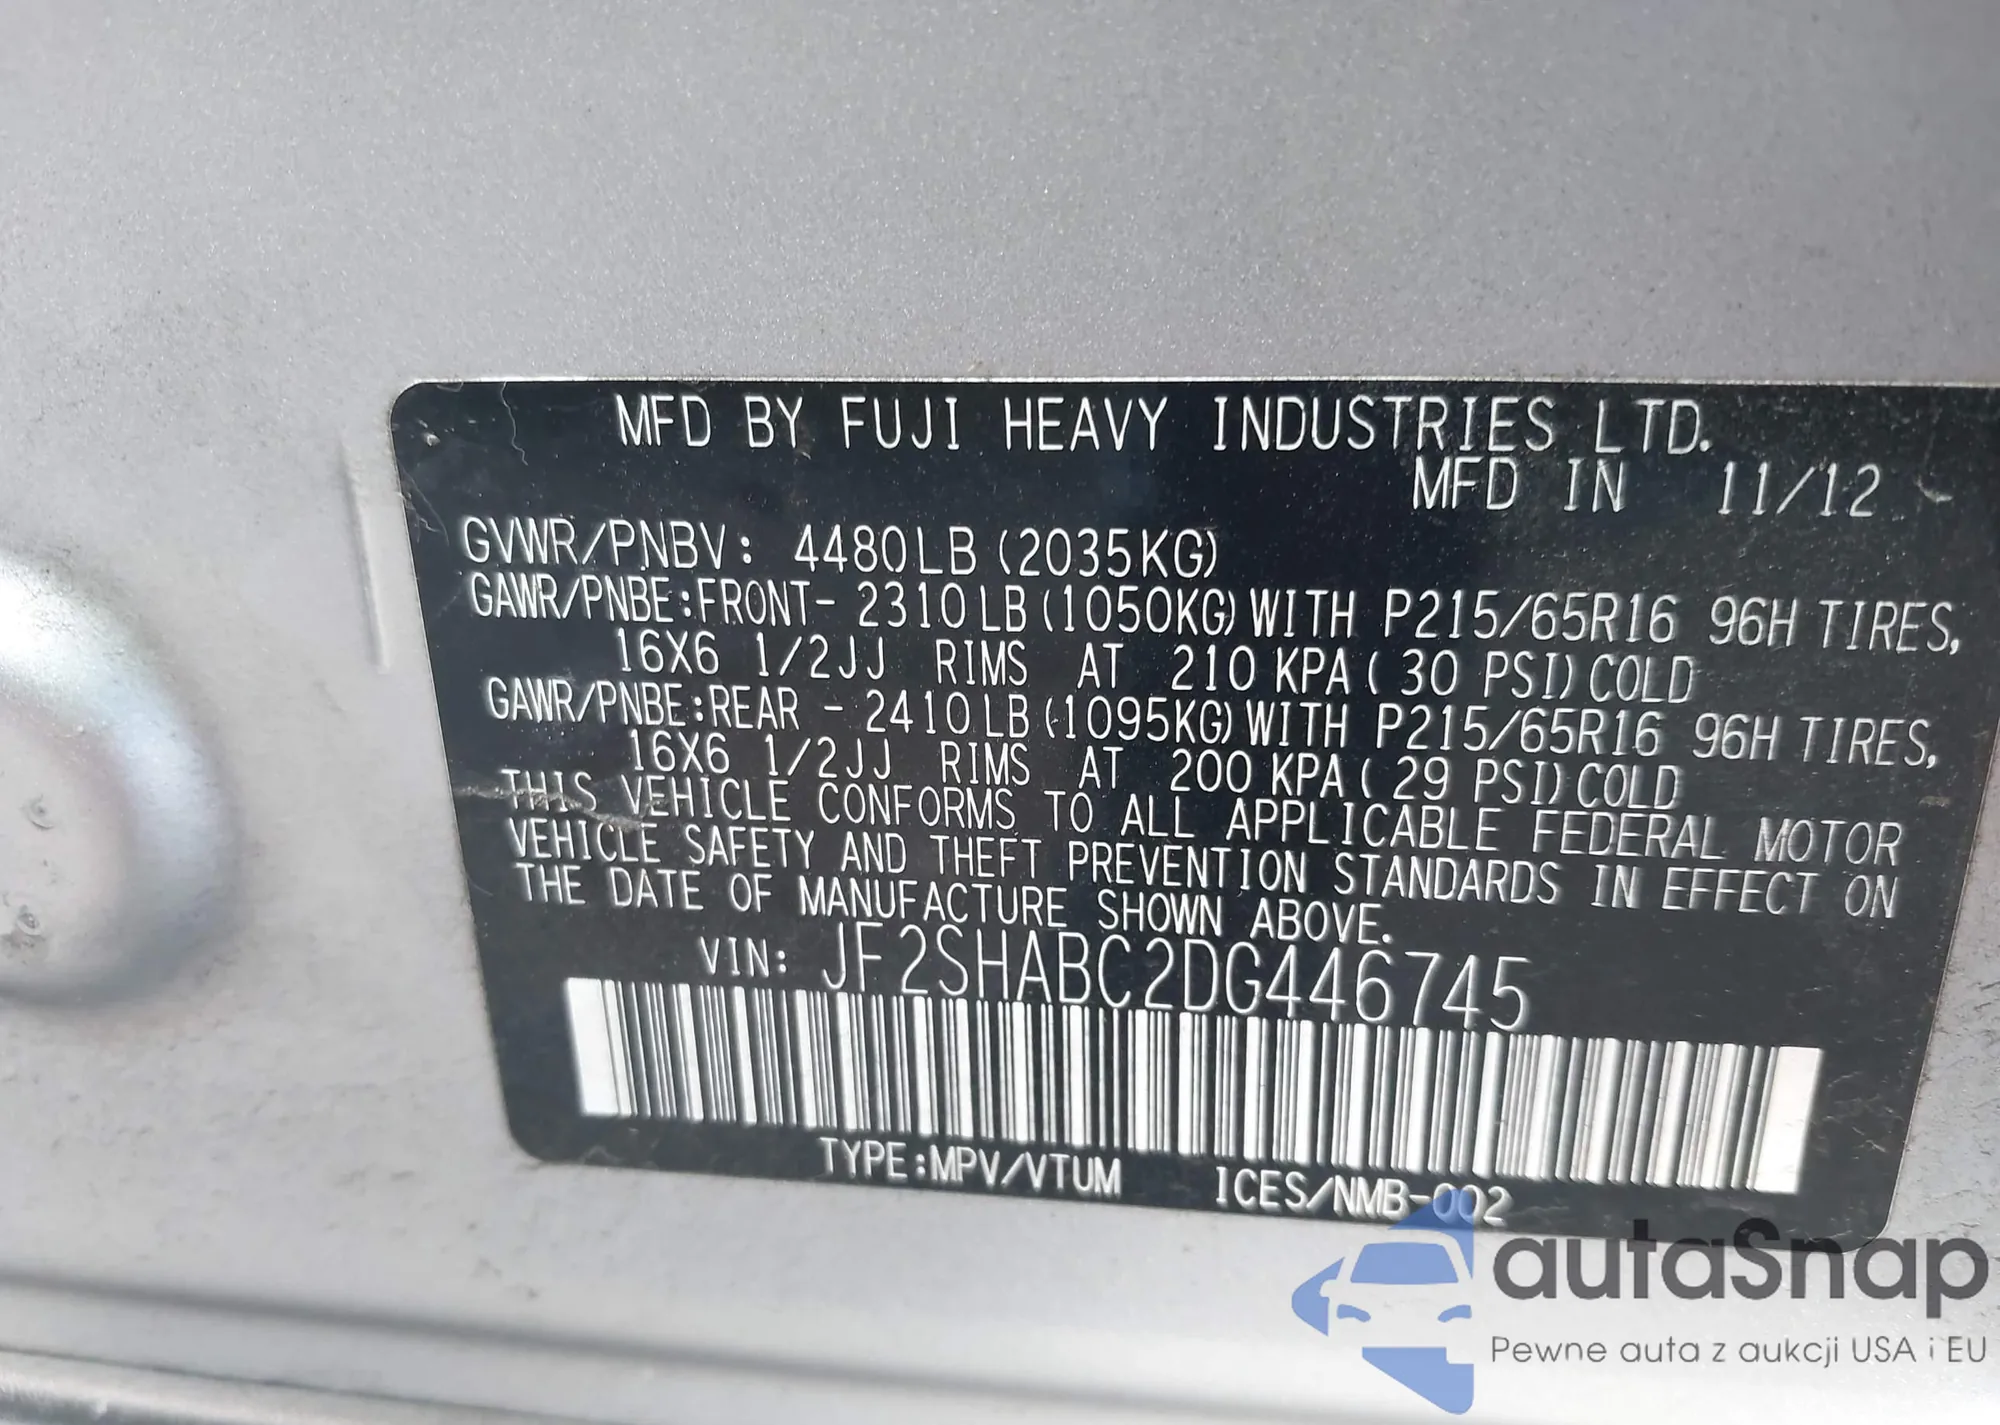 MFD BY FUJI HEAVY INDUSTRIES LTD.
MFD IN 11/12
GVWR/PNBV: 4480LB (2035KG)
GAWR/PNBE:FRONT- 2310LB(1050KG)WITH P215/65R16 96H TIRES,
16X6 1/2JJ RIMS AT 210 KPA( 30 PSI)COLD
GAWR/PNBE:REAR - 2410LB(1095KG)WITH P215/65R16 96H TIRES,
16X6 1/2JJ RIMS AT 200 KPA( 29 PSI)COLD
THIS VEHICLE CONFORMS TO ALL APPLICABLE FEDERAL MOTOR
VEHICLE SAFETY AND THEFT PREVENTION STANDARDS IN EFFECT ON
THE DATE OF MANUFACTURE SHOWN ABOVE.
VIN: JF2SHABC2DG446745
TYPE:MPV/VTUM ICES/NMB-002
autaSnap
Pewne auta z aukcji USA i EU